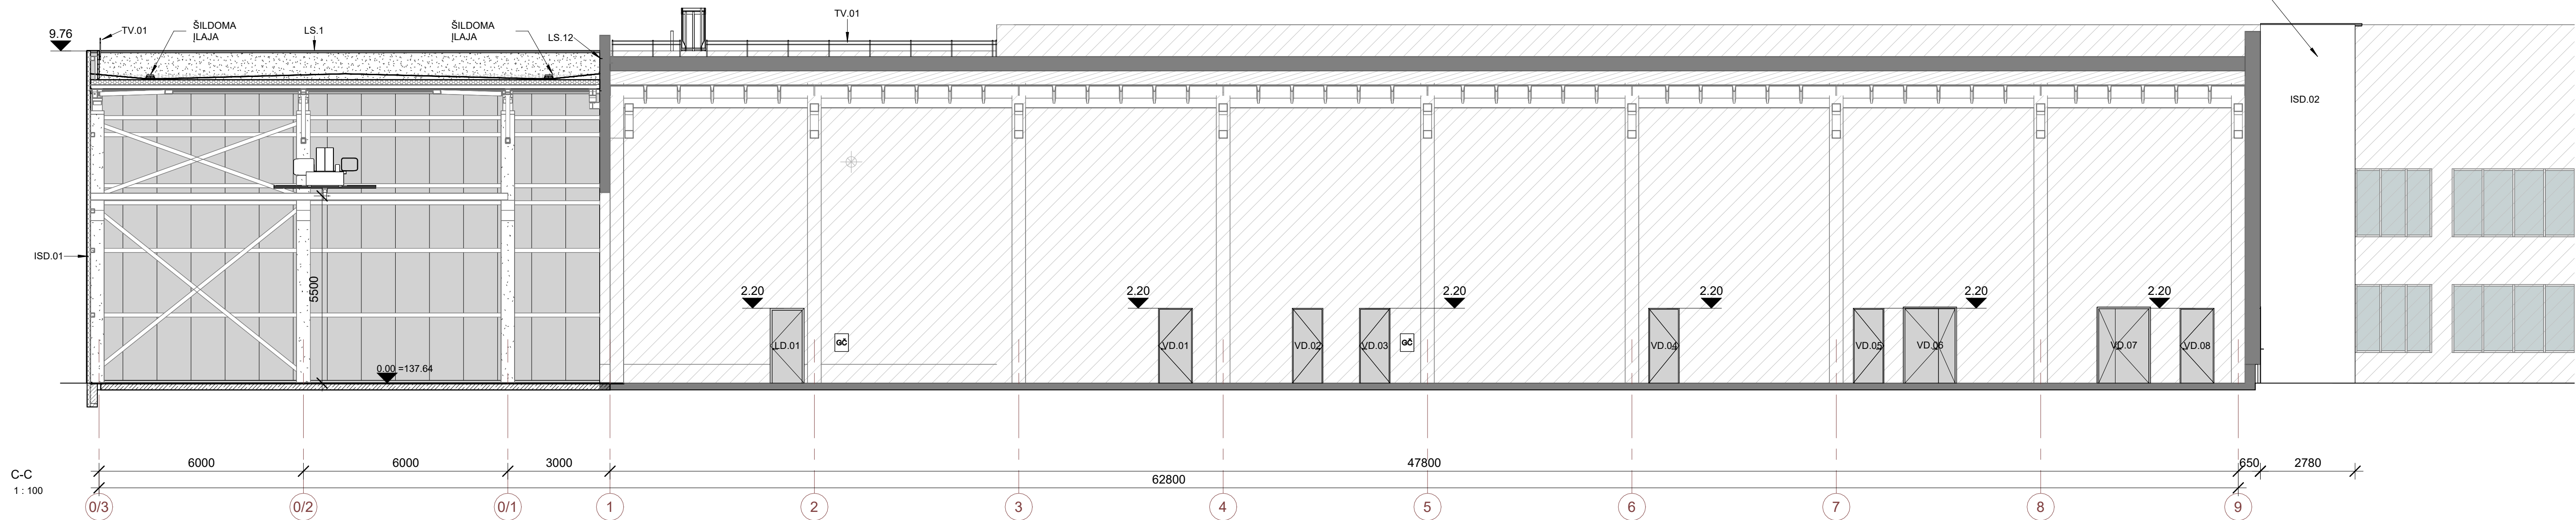 TV.01
9.76
TV.01
ŠILDOMA
ĮLAJA
LS.1
ŠILDOMA
ĮLAJA
LS.12
ISD.02
ISD.01
5500
2.20
2.20
2.20
2.20
2.20
2.20
LD.01
GČ
VD.01
VD.02
VD.03
GČ
VD.04
VD.05
VD.06
VD.07
VD.08
0.00 =137.64
C-C
1 : 100
6000
6000
3000
47800
650
2780
62800
0/3
0/2
0/1
1
2
3
4
5
6
7
8
9